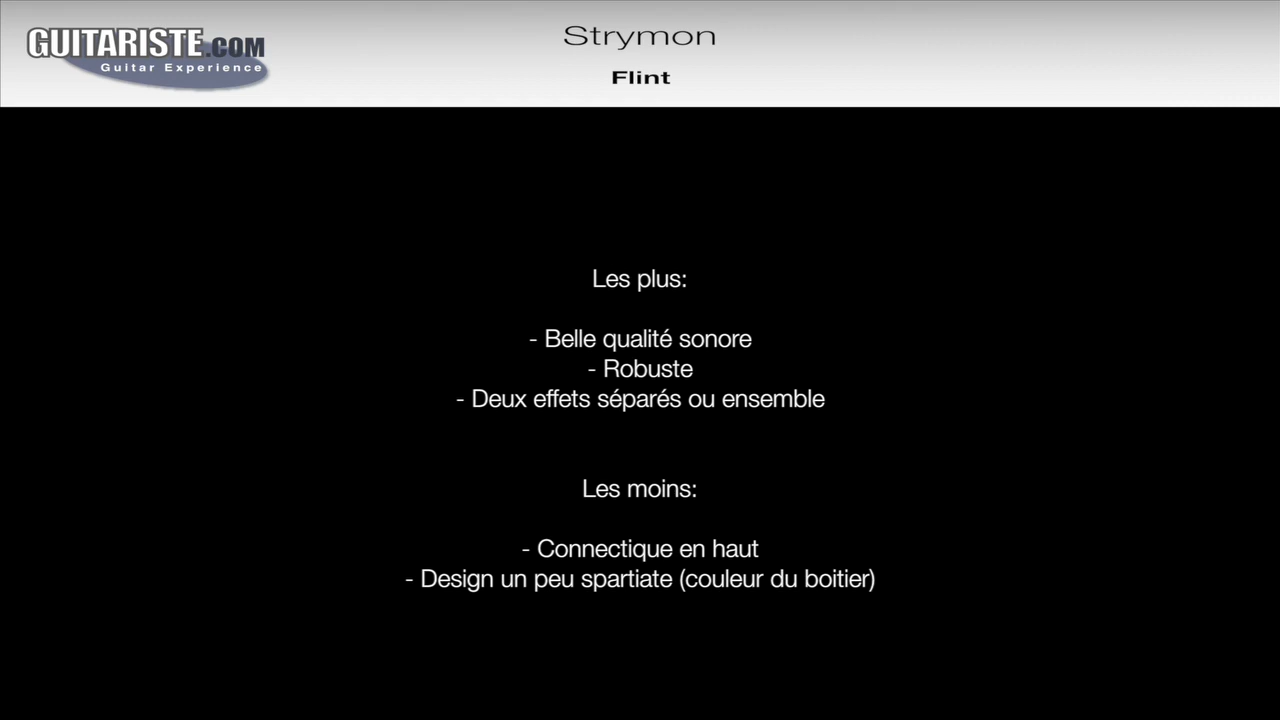 GUITARISTE.COM
Guitar Experience
Strymon
Flint
Les plus:
- Belle qualité sonore
- Robuste
- Deux effets séparés ou ensemble
Les moins:
- Connectique en haut
- Design un peu spartiate (couleur du boitier)